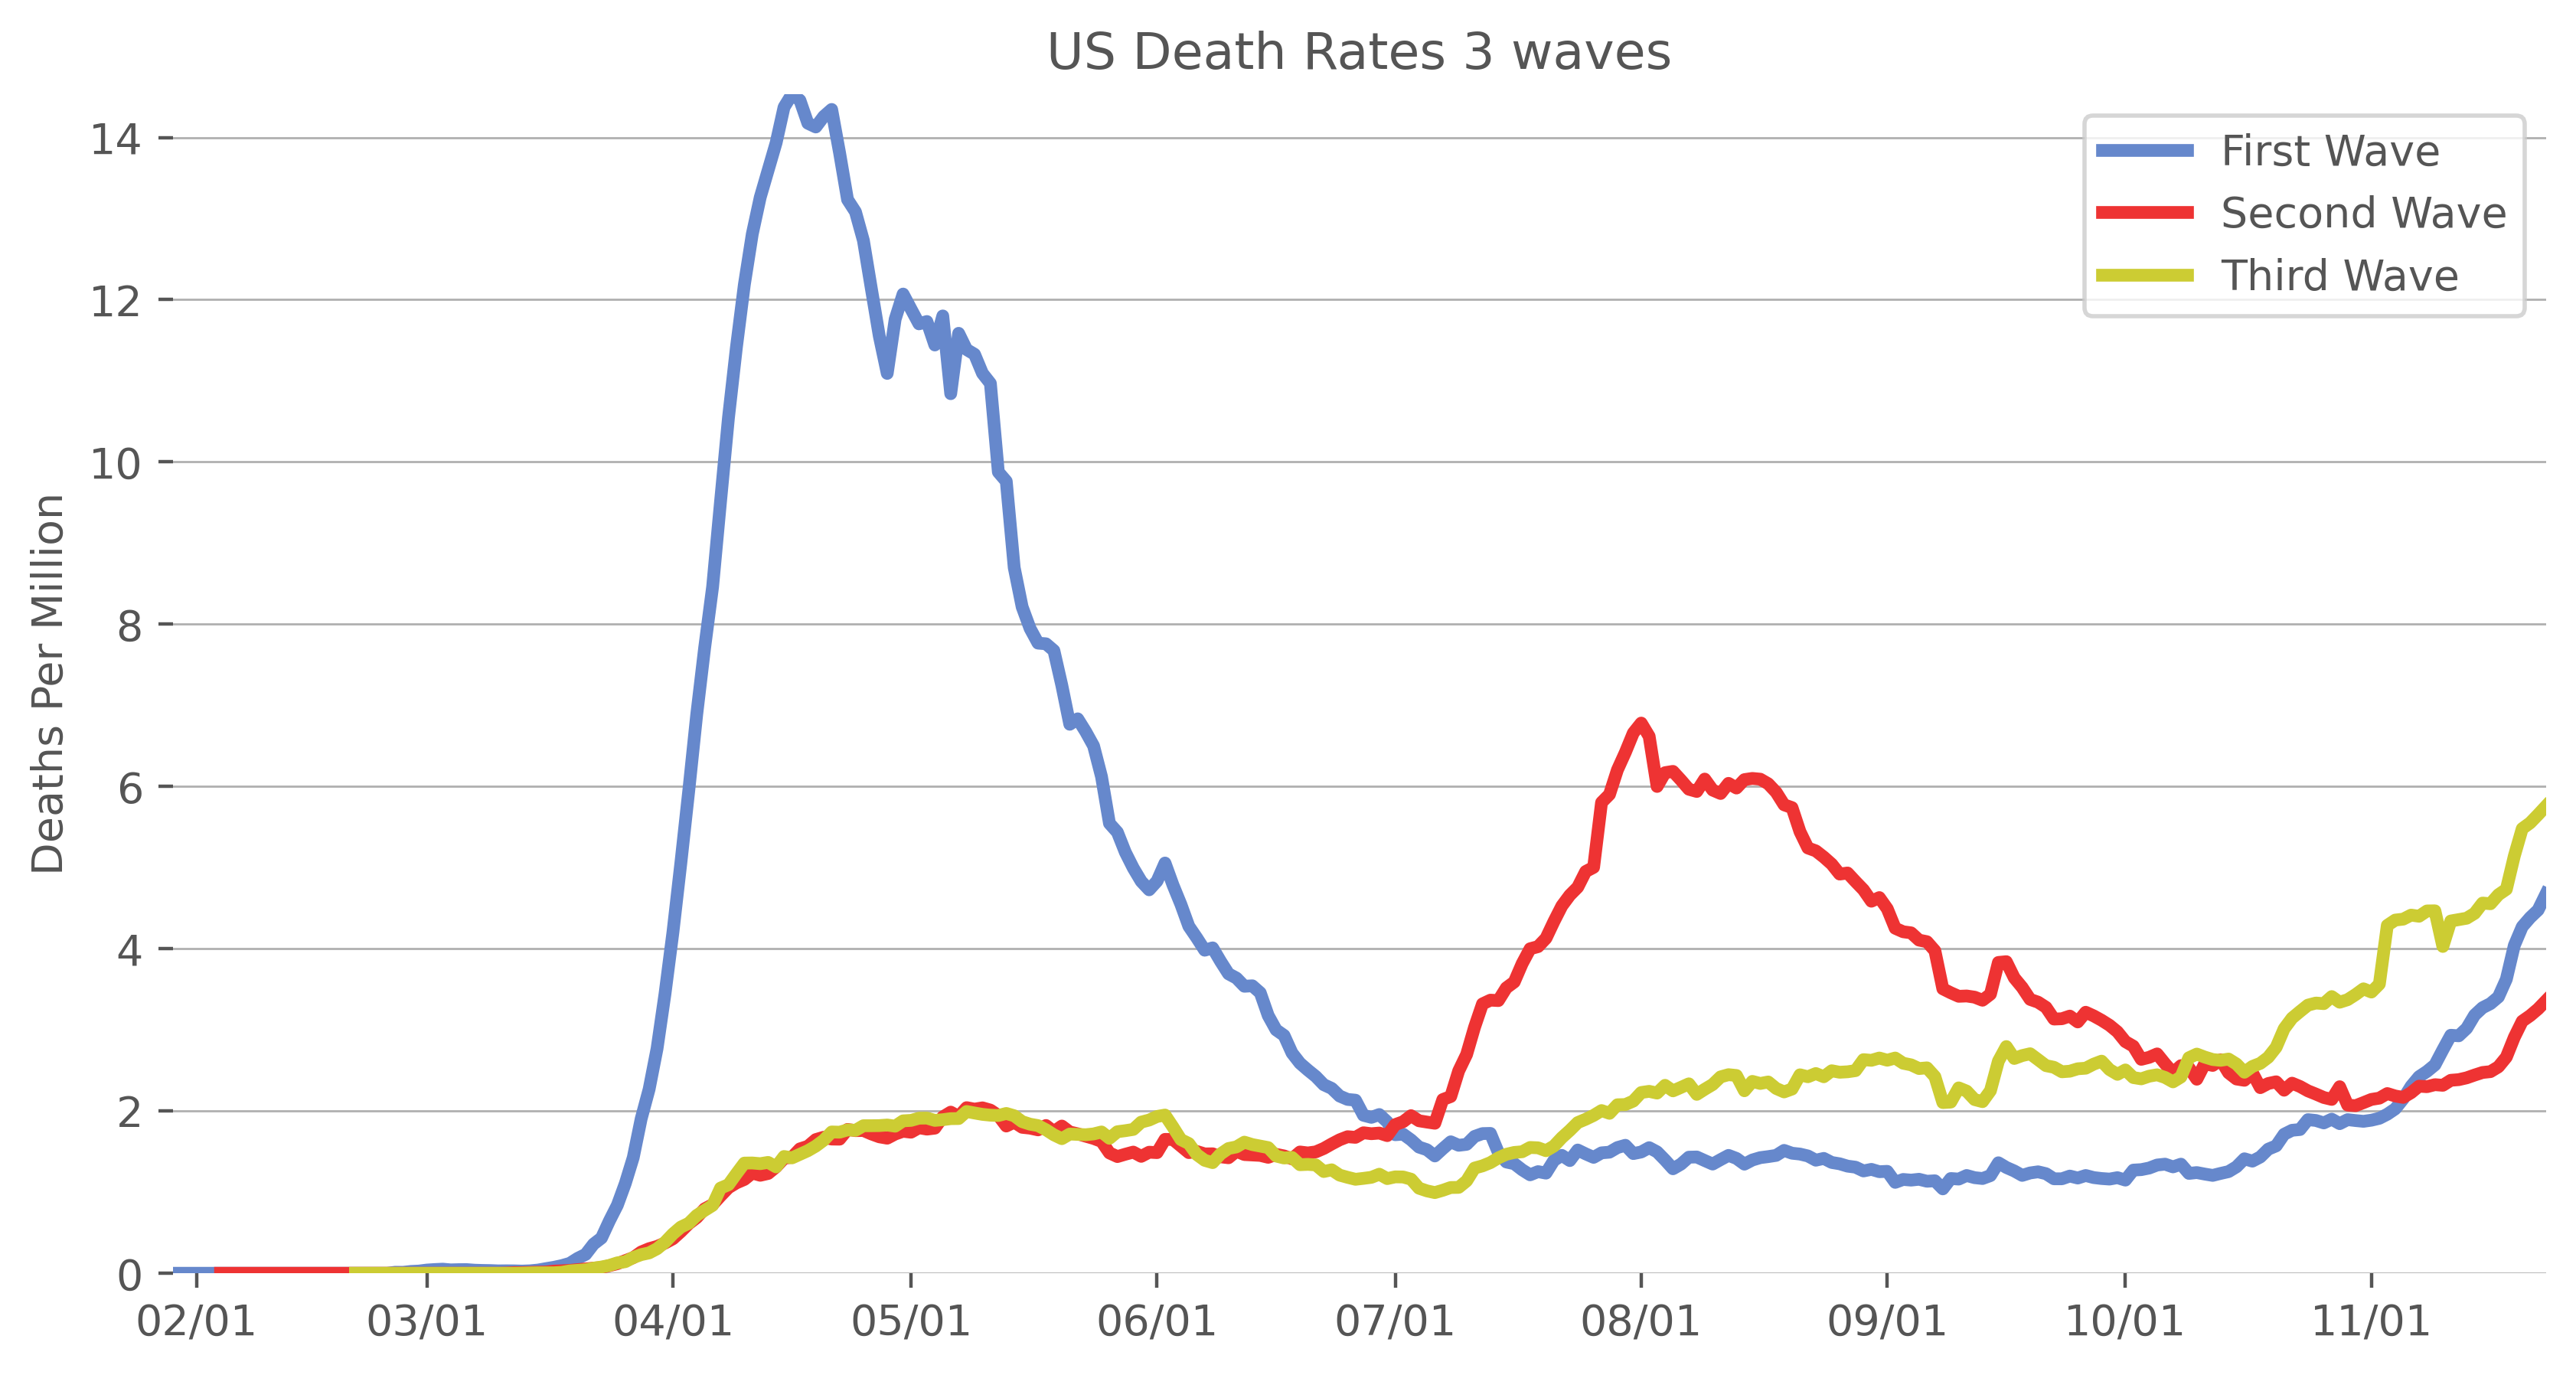 US Death Rates 3 waves
First Wave
Second Wave
Third Wave
Deaths Per Million
14
12
10
8
6
4
2
0
02/01 03/01 04/01 05/01 06/01 07/01 08/01 09/01 10/01 11/01